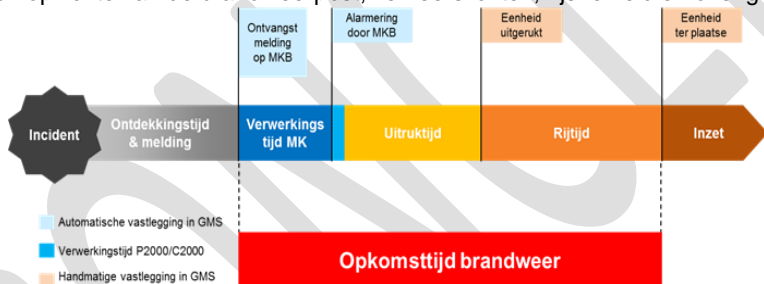 Ontvangst
melding
op MKB
Alarmering
door MKB
Eenheid
uitgerukt
Eenheid
ter plaatse
Incident
Ontdekkingstijd
& melding
Verwerkings
tijd MK
Uitruktijd
Rijtijd
Inzet
Automatische vastlegging in GMS
Verwerkingstijd P2000/C2000
Handmatige vastlegging in GMS
Opkomsttijd brandweer